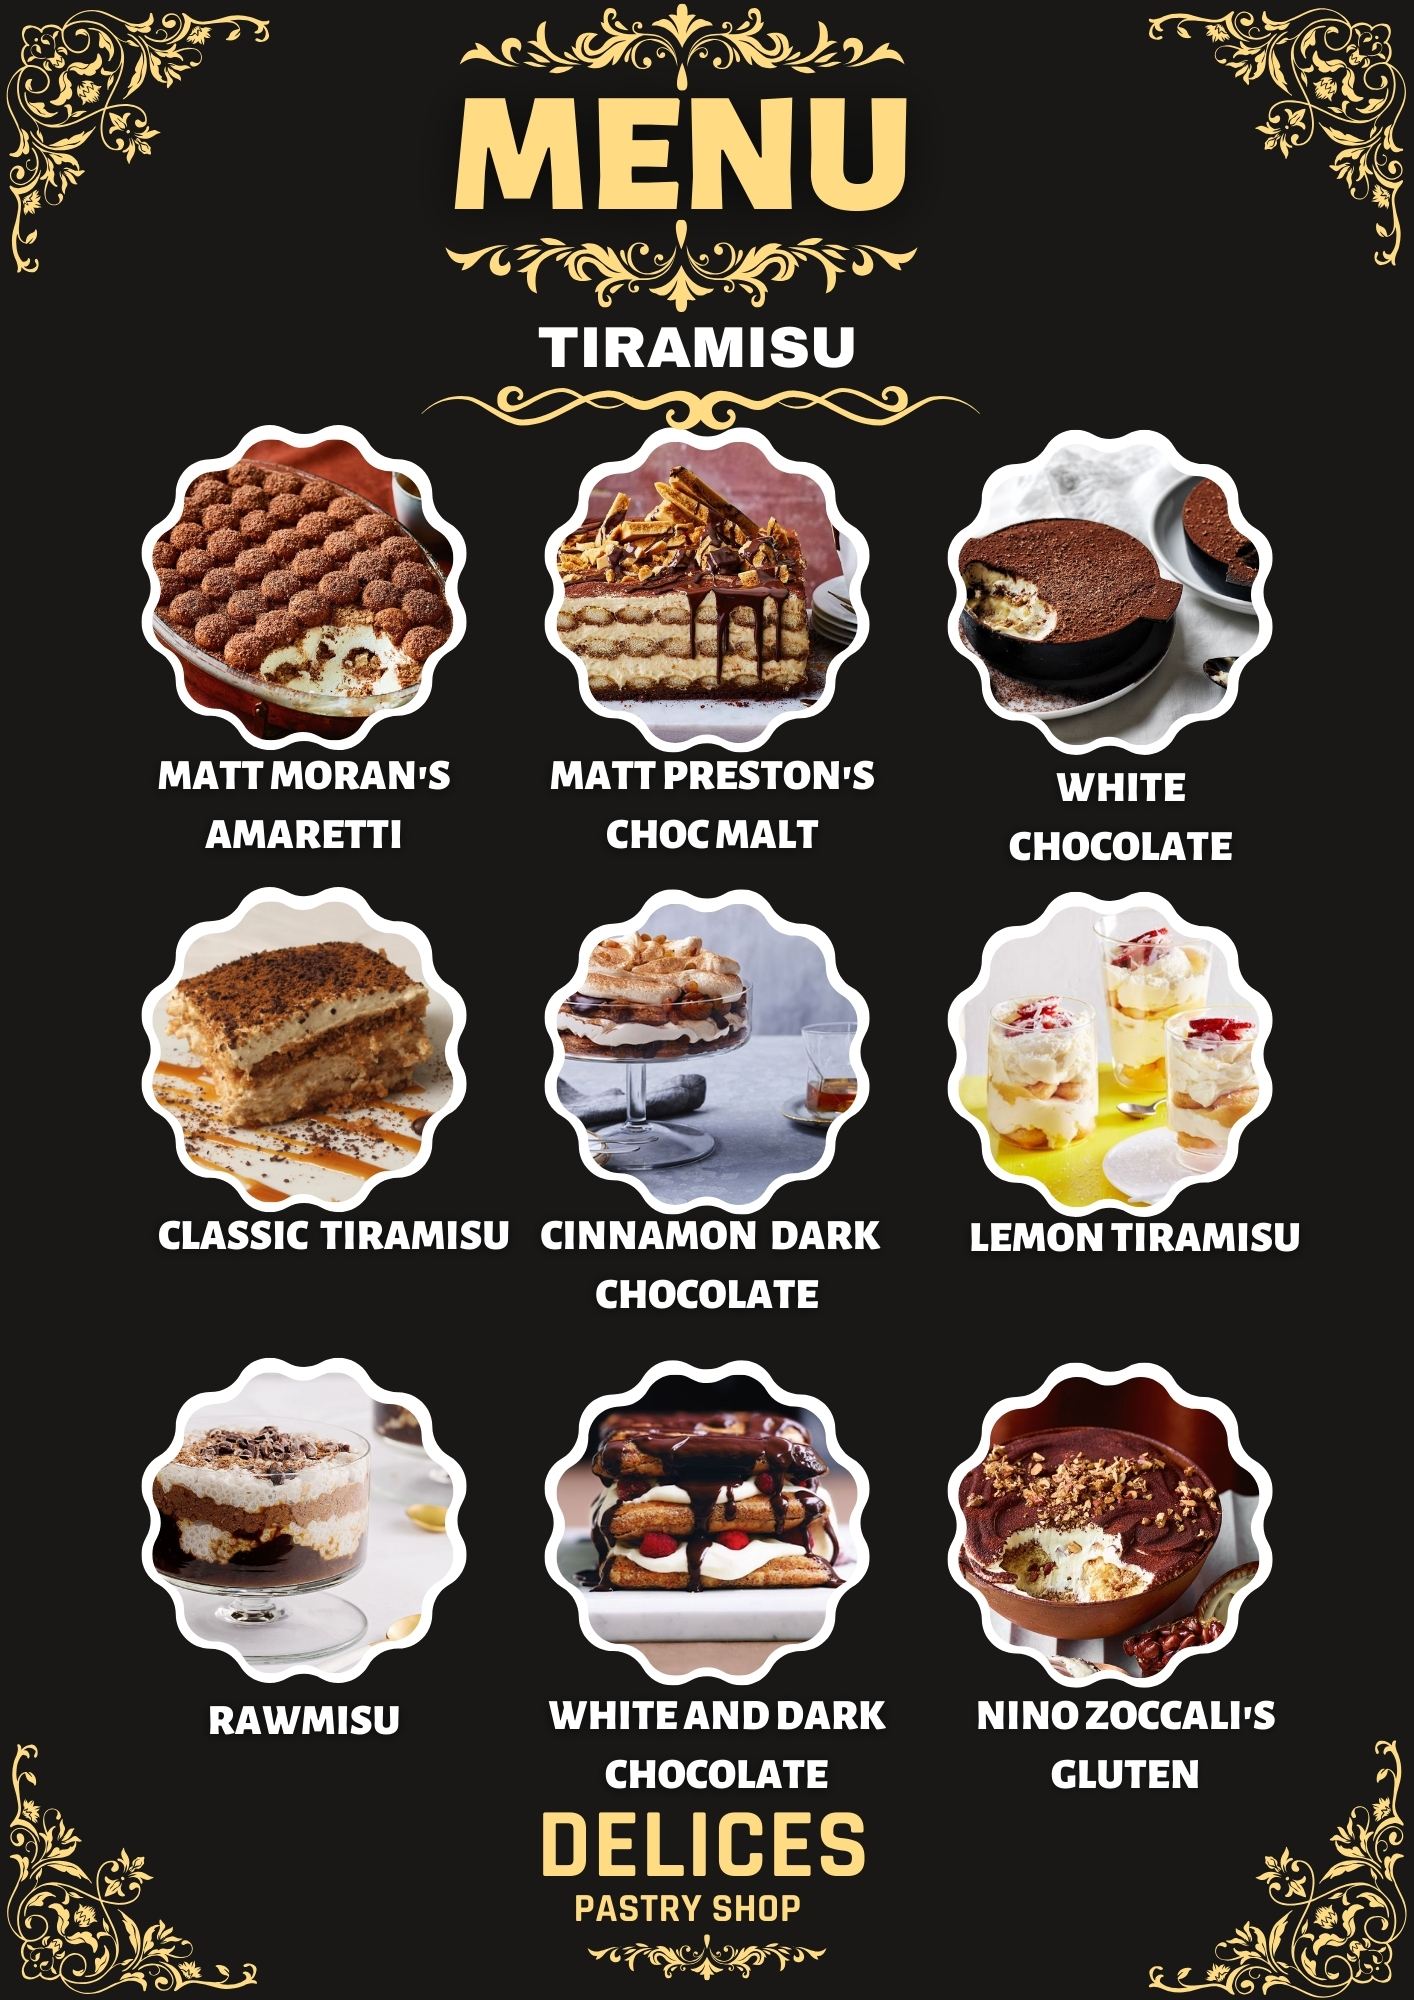 MENU
TIRAMISU
MATT MORAN'S
AMARETTI
MATT PRESTON'S
CHOC MALT
WHITE
CHOCOLATE
CLASSIC TIRAMISU
CINNAMON DARK
CHOCOLATE
LEMON TIRAMISU
RAWMISU
WHITE AND DARK
CHOCOLATE
NINO ZOCCALI'S
GLUTEN
DELICES
PASTRY SHOP